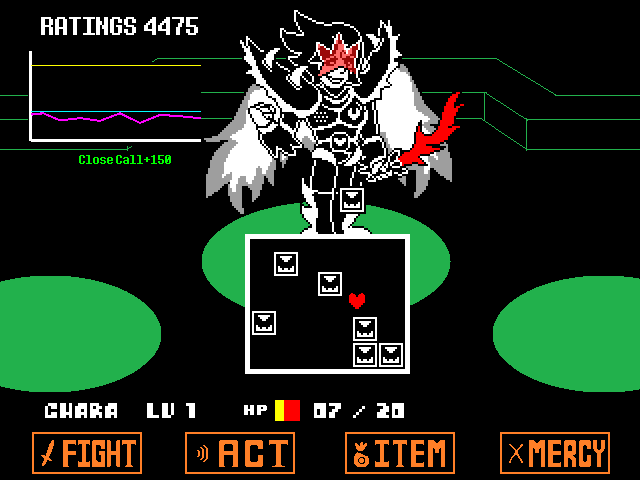 RATINGS 4475
CloseCall+150
CHARA LV 1 HP 07 / 20
FIGHT ACT ITEM MERCY